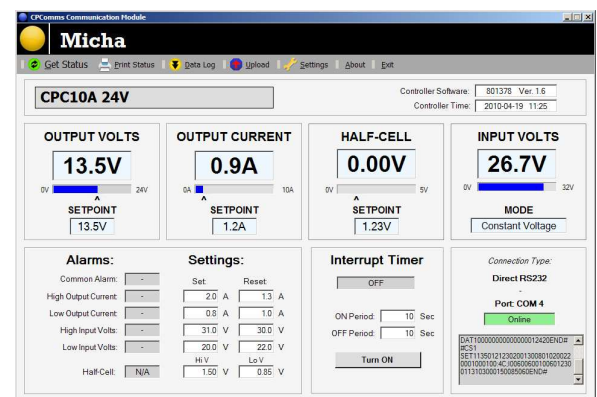 CPComms Communication Module
Micha
Get Status Print Status Data Log Upload Settings About Exit
CPC10A 24V
Controller Software: 801378 Ver. 1.6
Controller Time: 2010-04-19 11:25
OUTPUT VOLTS OUTPUT CURRENT HALF-CELL INPUT VOLTS
13.5V 0.9A 0.00V 26.7V
0V 24V 0A 10A 0V 5V 0V 32V
^ ^ ^
SETPOINT SETPOINT SETPOINT MODE
13.5V 1.2A 1.23V Constant Voltage
Alarms: Settings: Interrupt Timer Connection Type:
Common Alarm: - Set: Reset: OFF Direct RS232
-
High Output Current: - 2.0 A 1.3 A Port: COM 4
Low Output Current: - 0.8 A 1.0 A ON Period: 10 Sec Online
High Input Volts: - 31.0 V 30.0 V OFF Period: 10 Sec
Low Input Volts: - 20.0 V 22.0 V Turn ON
Hi V Lo V
Half-Cell: N/A 1.50 V 0.85 V
#CS1